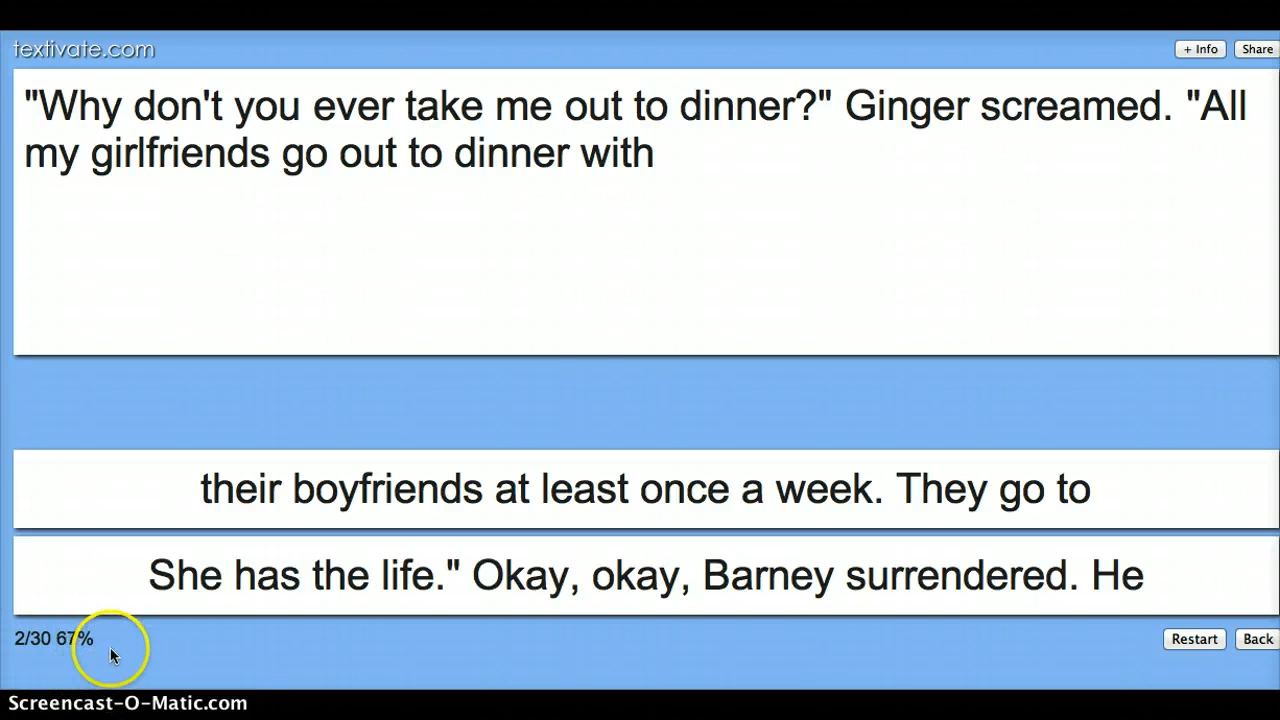 textivate.com
+ Info
Share
"Why don't you ever take me out to dinner?" Ginger screamed. "All
my girlfriends go out to dinner with
their boyfriends at least once a week. They go to
She has the life." Okay, okay, Barney surrendered. He
2/30 67%
Restart
Back
Screencast-O-Matic.com